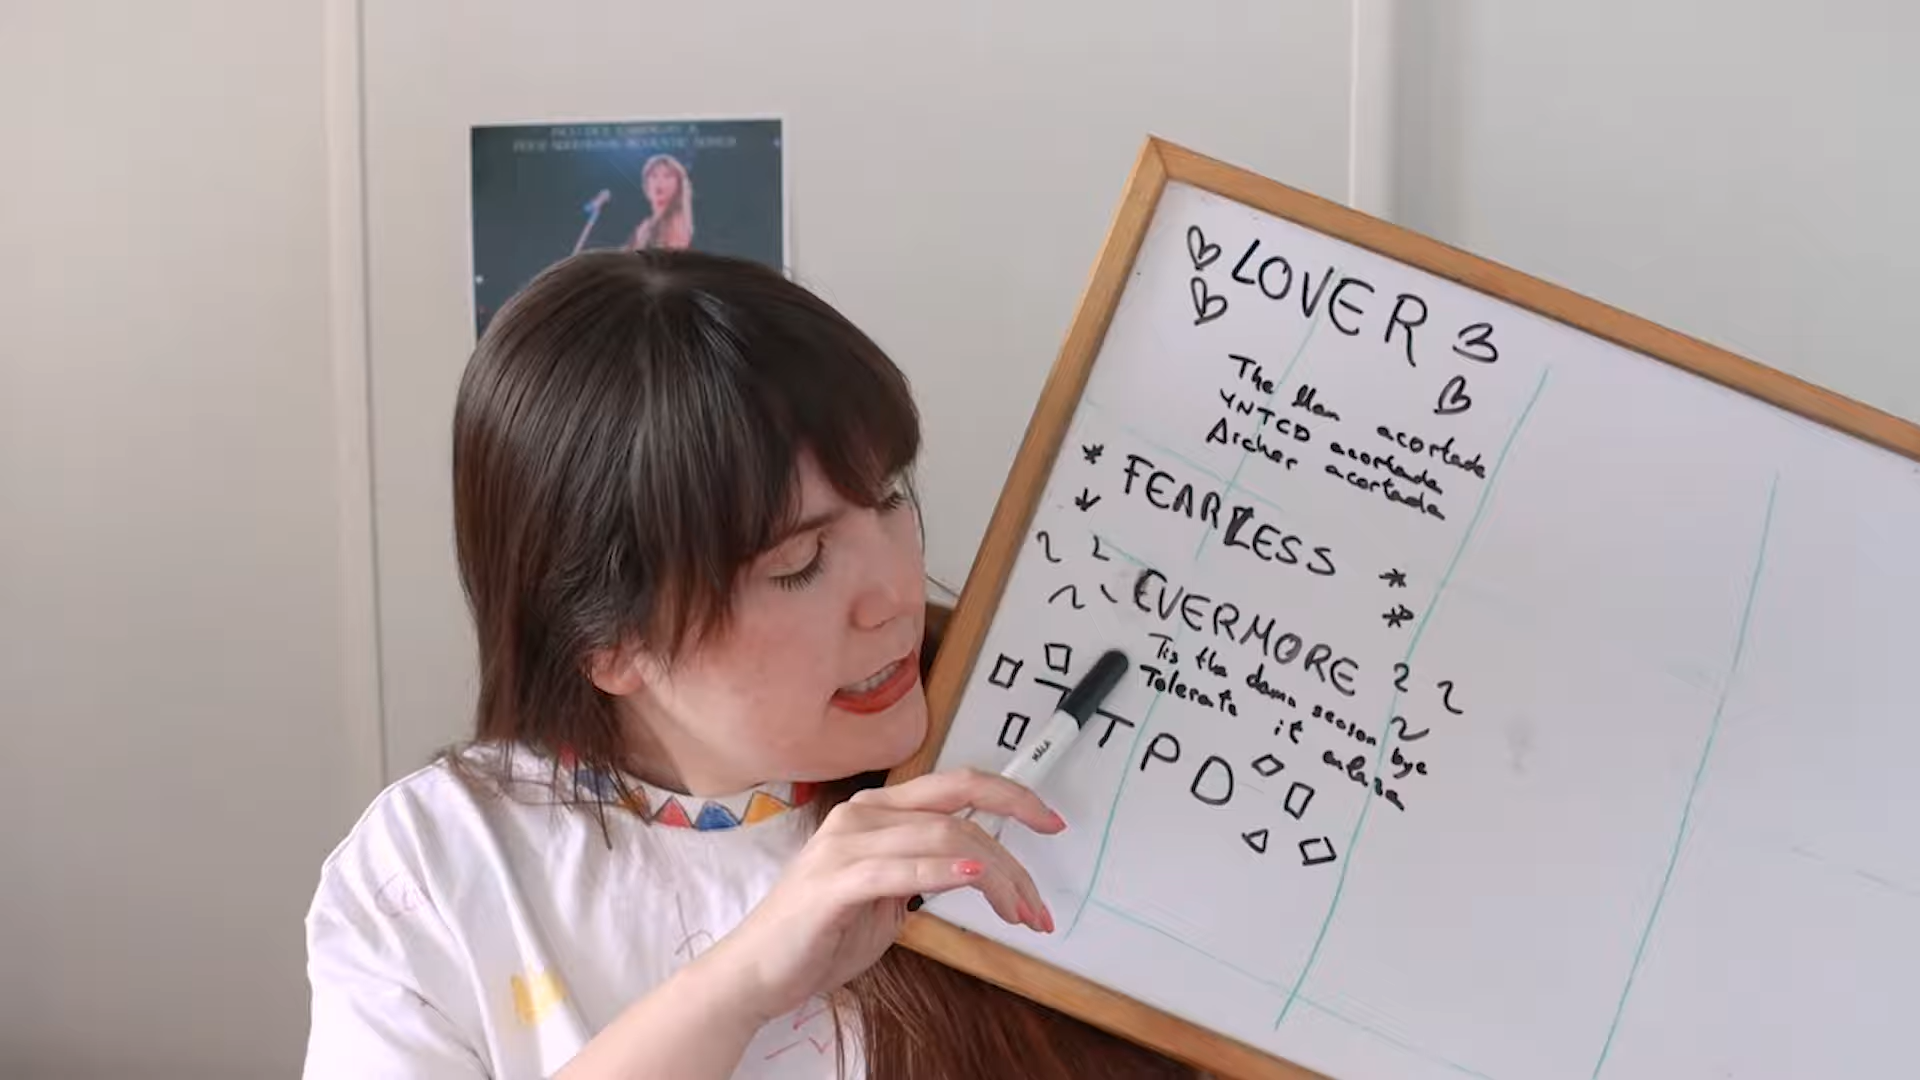 LOVER
The Man acortada
YNTCD acortada
Archer acortada
FEARLESS
EVERMORE
Tis the damn season bye
Tolerate it enlaza
TTPD